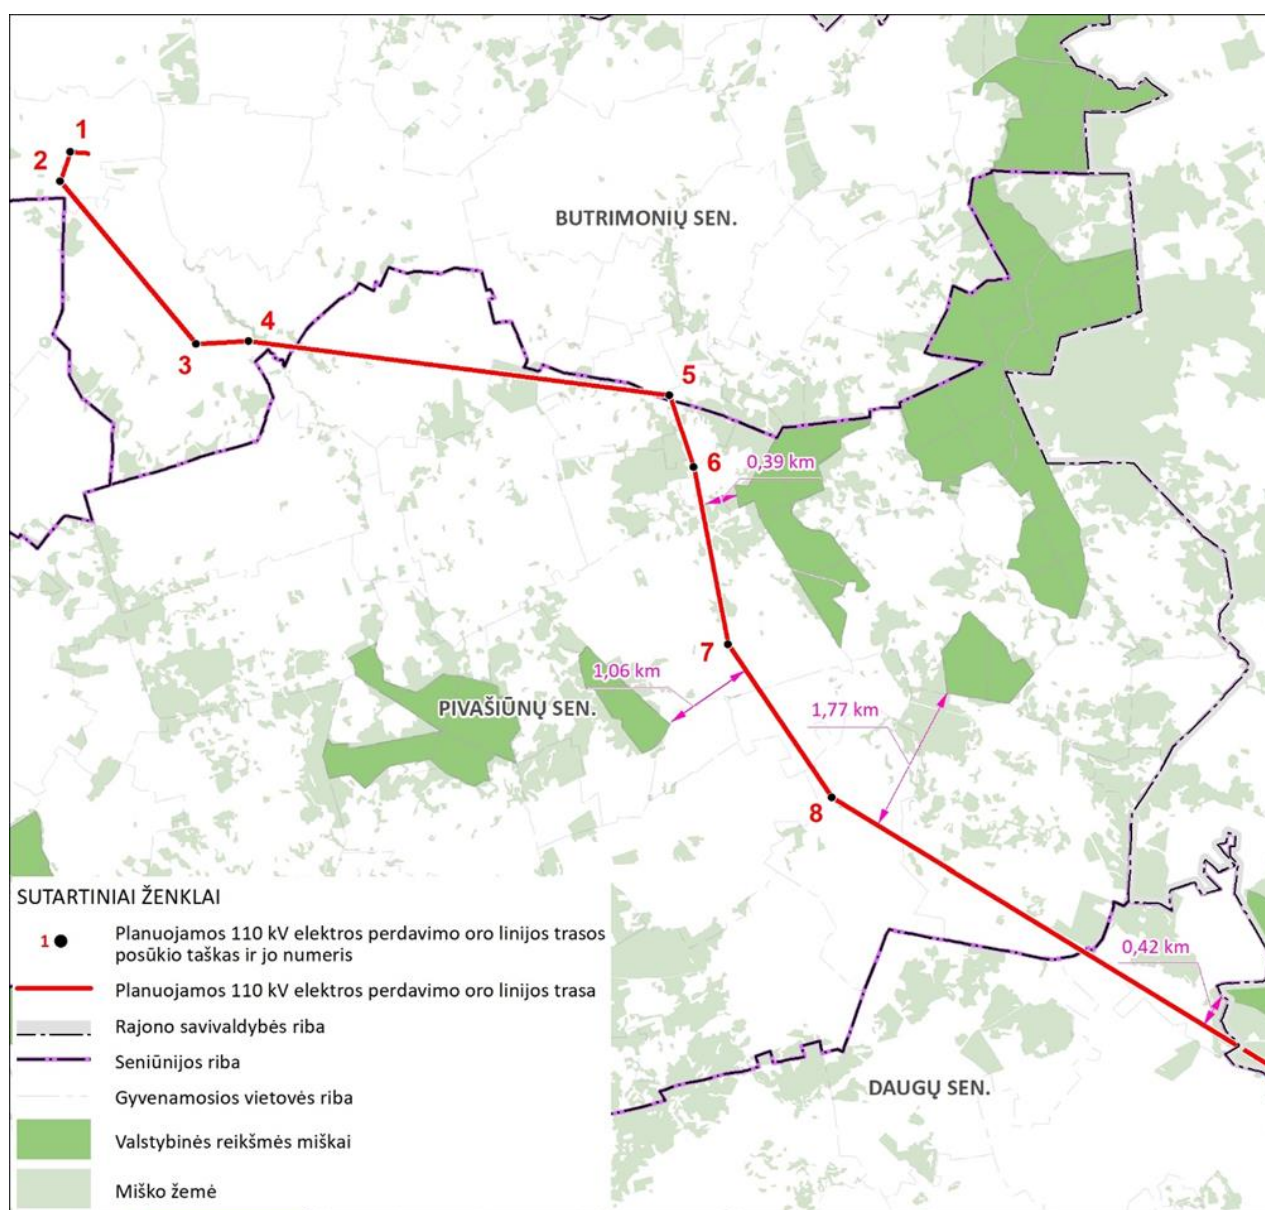 1
2
BUTRIMONIŲ SEN.
4
3
5
6
0,39 km
7
1,06 km
PIVAŠIŪNŲ SEN.
1,77 km
8
SUTARTINIAI ŽENKLAI
1
Planuojamos 110 kV elektros perdavimo oro linijos trasos
posūkio taškas ir jo numeris
Planuojamos 110 kV elektros perdavimo oro linijos trasa
0,42 km
Rajono savivaldybės riba
Seniūnijos riba
DAUGŲ SEN.
Gyvenamosios vietovės riba
Valstybinės reikšmės miškai
Miško žemė